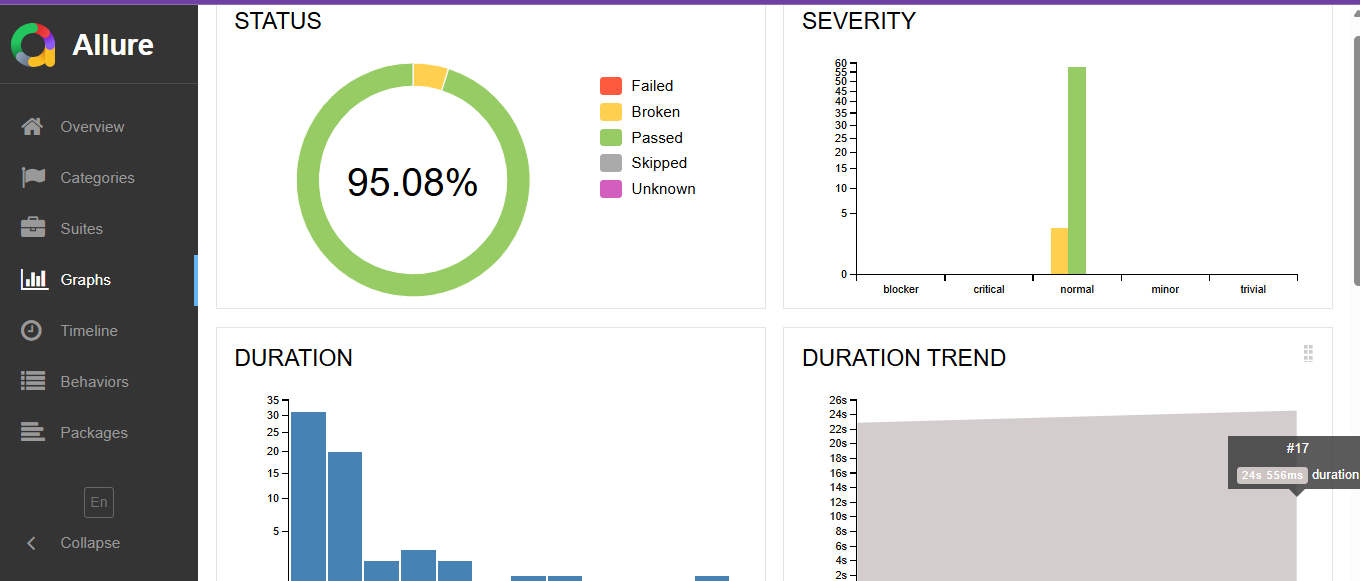 Allure
Overview
Categories
Suites
Graphs
Timeline
Behaviors
Packages
En
Collapse
STATUS
95.08%
Failed
Broken
Passed
Skipped
Unknown
SEVERITY
60
55
50
45
40
35
30
25
20
15
10
5
0
blocker critical normal minor trivial
DURATION
35
30
25
20
15
10
5
DURATION TREND
26s
24s
22s
20s
18s
16s
14s
12s
10s
8s
6s
4s
2s
#17
24s 556ms duration